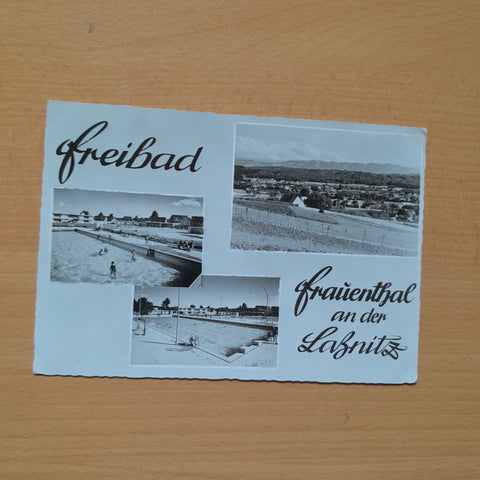 Freibad
Frauenthal
an der
Laßnitz